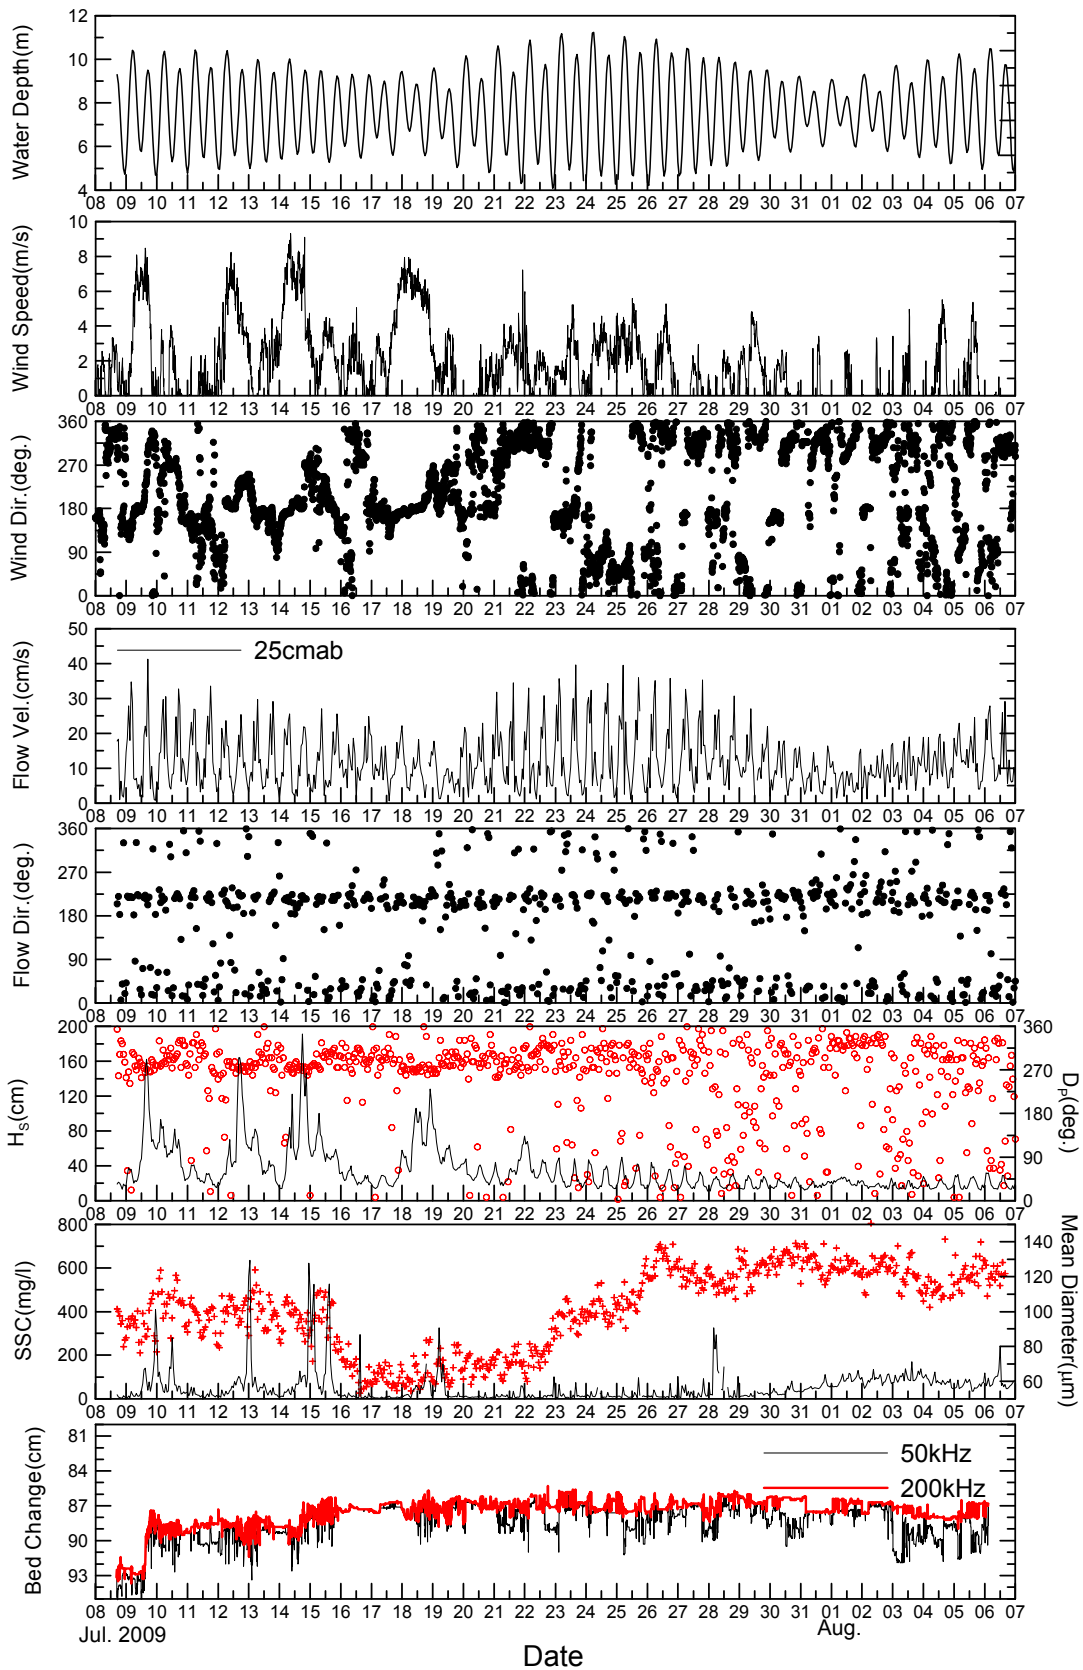 Water Depth(m)
12
10
8
6
4
08 09 10 11 12 13 14 15 16 17 18 19 20 21 22 23 24 25 26 27 28 29 30 31 01 02 03 04 05 06 07
Wind Speed(m/s)
10
8
6
4
2
0
08 09 10 11 12 13 14 15 16 17 18 19 20 21 22 23 24 25 26 27 28 29 30 31 01 02 03 04 05 06 07
Wind Dir.(deg.)
360
270
180
90
0
08 09 10 11 12 13 14 15 16 17 18 19 20 21 22 23 24 25 26 27 28 29 30 31 01 02 03 04 05 06 07
Flow Vel.(cm/s)
50
40
30
20
10
0
25cmab
08 09 10 11 12 13 14 15 16 17 18 19 20 21 22 23 24 25 26 27 28 29 30 31 01 02 03 04 05 06 07
Flow Dir.(deg.)
360
270
180
90
0
08 09 10 11 12 13 14 15 16 17 18 19 20 21 22 23 24 25 26 27 28 29 30 31 01 02 03 04 05 06 07
HS(cm)
200
160
120
80
40
0
360
270
180
90
0
DP(deg.)
08 09 10 11 12 13 14 15 16 17 18 19 20 21 22 23 24 25 26 27 28 29 30 31 01 02 03 04 05 06 07
SSC(mg/l)
800
600
400
200
0
140
120
100
80
60
Mean Diameter(μm)
08 09 10 11 12 13 14 15 16 17 18 19 20 21 22 23 24 25 26 27 28 29 30 31 01 02 03 04 05 06 07
Bed Change(cm)
81
84
87
90
93
50kHz
200kHz
08 09 10 11 12 13 14 15 16 17 18 19 20 21 22 23 24 25 26 27 28 29 30 31 01 02 03 04 05 06 07
Jul. 2009
Aug.
Date